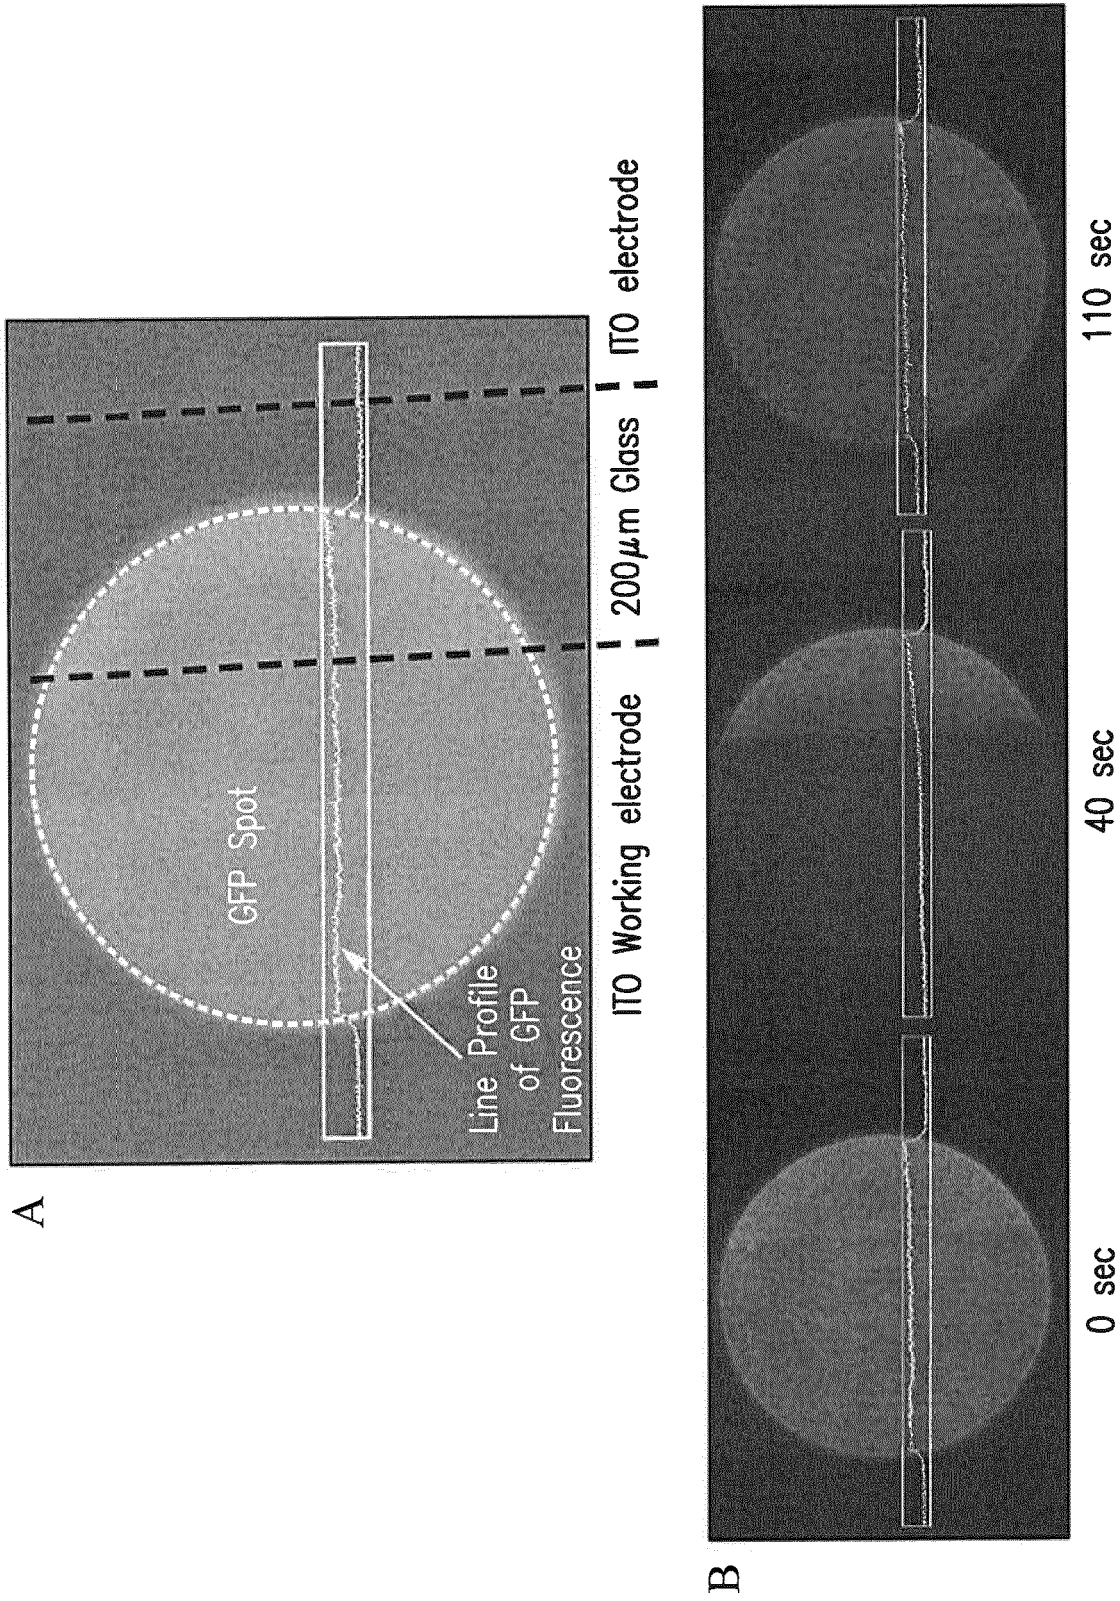 A
GFP Spot
Line Profile
of GFP
Fluorescence
ITO Working electrode
200μm Glass
ITO electrode
B
0 sec
40 sec
110 sec